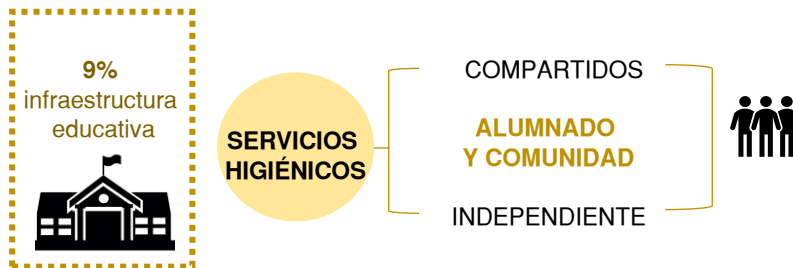 9%
infraestructura
educativa
SERVICIOS
HIGIÉNICOS
COMPARTIDOS
ALUMNADO
Y COMUNIDAD
INDEPENDIENTE